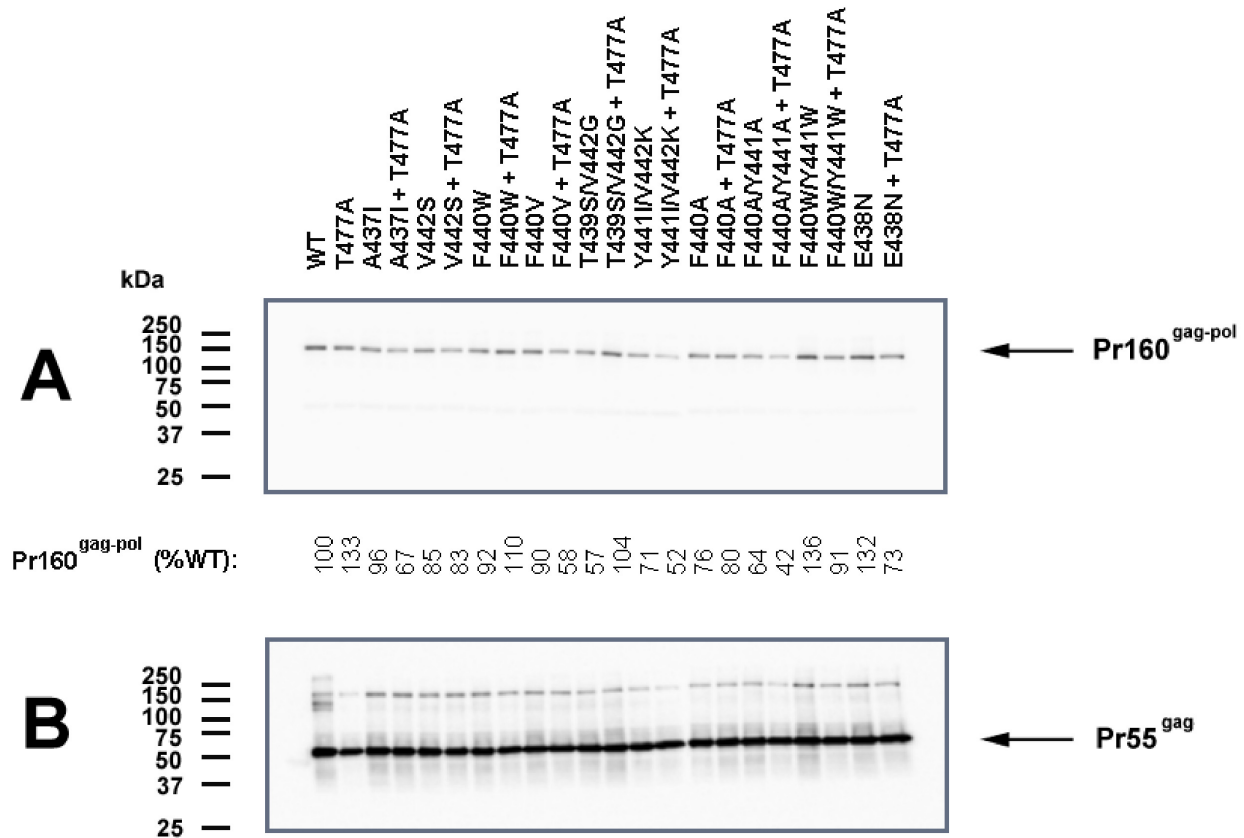 WT
T477A
A437I
A437I + T477A
V442S
V442S + T477A
F440W
F440W + T477A
F440V
F440V + T477A
T439S/V442G
T439S/V442G + T477A
Y441I/V442K
Y441I/V442K + T477A
F440A
F440A + T477A
F440A/Y441A
F440A/Y441A + T477A
F440W/Y441W
F440W/Y441W + T477A
E438N
E438N + T477A
kDa
A
250
150
100
75
50
37
25
Pr160gag-pol
Pr160gag-pol (%WT): 100 133 96 67 85 83 92 110 90 58 57 104 71 52 76 80 64 42 136 91 132 73
B
250
150
100
75
50
37
25
Pr55gag